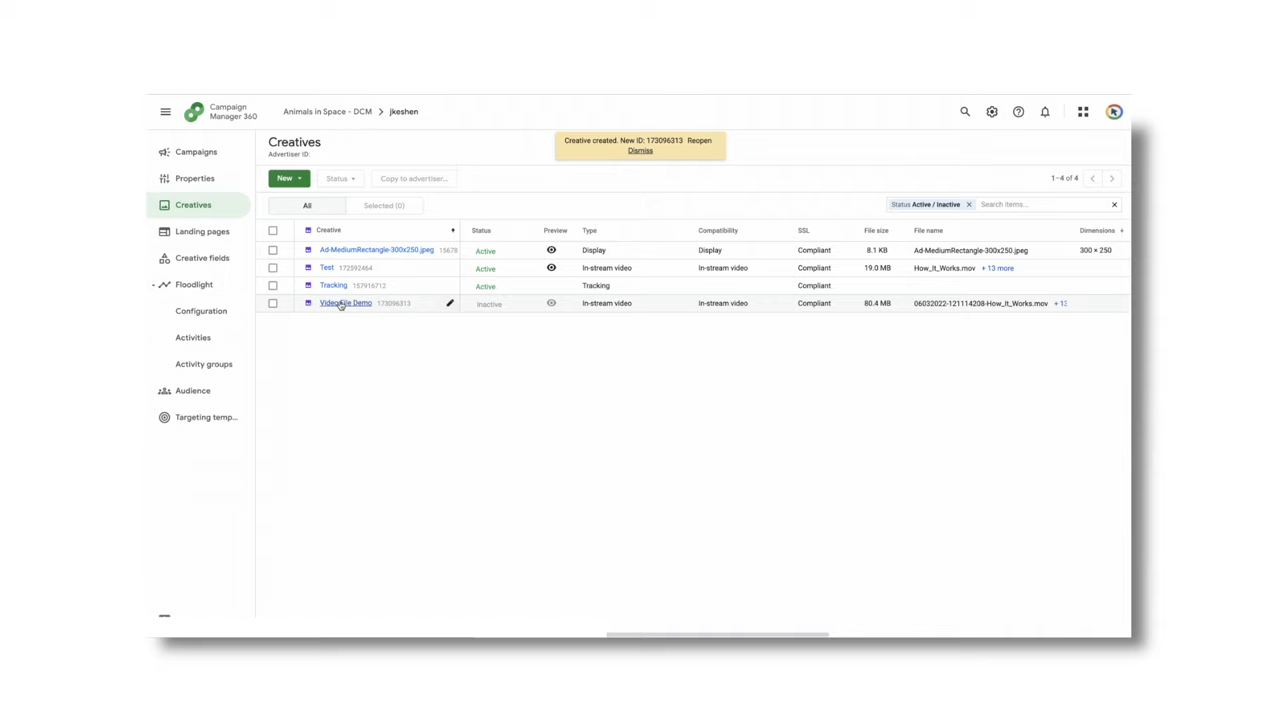 Campaign
Manager 360
Animals in Space - DCM > jkeshen
Campaigns
Properties
Creatives
Landing pages
Creative fields
Floodlight
Configuration
Activities
Activity groups
Audience
Targeting temp...
Creatives
Advertiser ID:
Creative created. New ID: 173096313 Reopen
Dismiss
New Status Copy to advertiser... 1-4 of 4
All Selected (0) Status Active / Inactive Search items...
Creative Status Preview Type Compatibility SSL File size File name Dimensions
Ad-MediumRectangle-300x250.jpeg 15678 Active Display Display Compliant 8.1 KB Ad-MediumRectangle-300x250.jpeg 300 × 250
Test 172592464 Active In-stream video In-stream video Compliant 19.0 MB How_It_Works.mov + 13 more
Tracking 157916712 Active Tracking Compliant
Video File Demo 173096313 Inactive In-stream video In-stream video Compliant 80.4 MB 06032022-121114208-How_It_Works.mov + 13